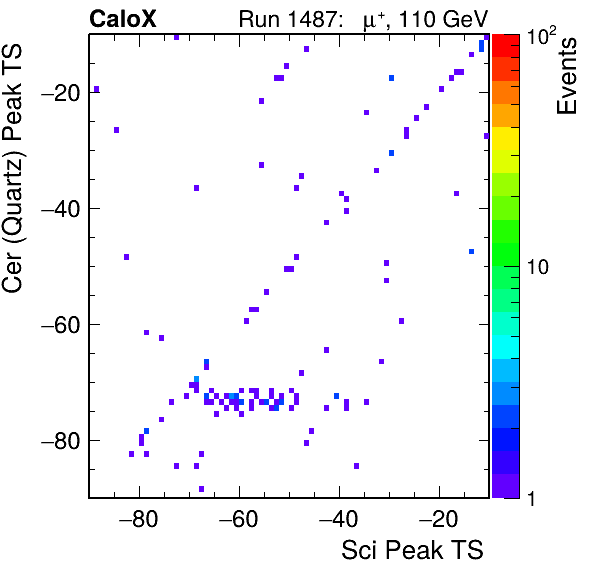 CaloX Run 1487: μ⁺, 110 GeV
Cer (Quartz) Peak TS
−20
−40
−60
−80
−80 −60 −40 −20
Sci Peak TS
10²
10
1
Events